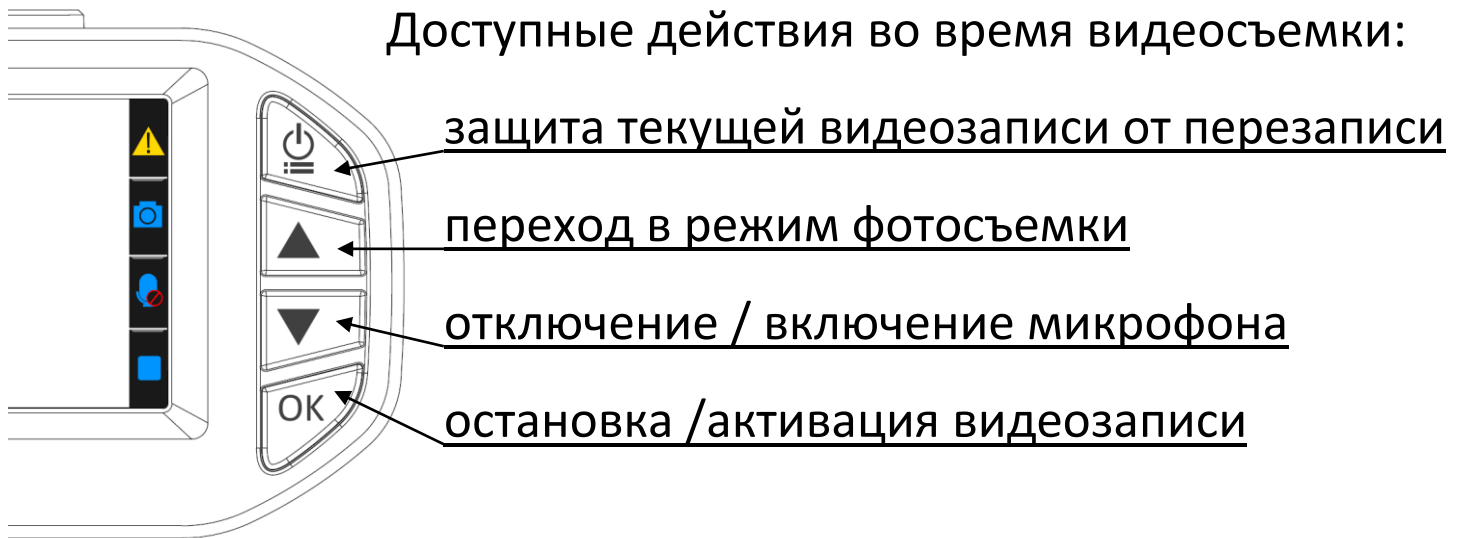 Доступные действия во время видеосъемки:
защита текущей видеозаписи от перезаписи
переход в режим фотосъемки
отключение / включение микрофона
остановка /активация видеозаписи
OK